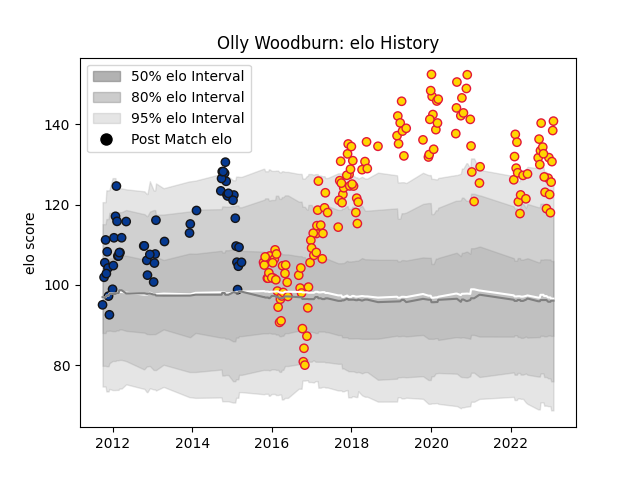 Olly Woodburn: elo History
50% elo Interval
80% elo Interval
95% elo Interval
Post Match elo
elo score
140
120
100
80
2012 2014 2016 2018 2020 2022